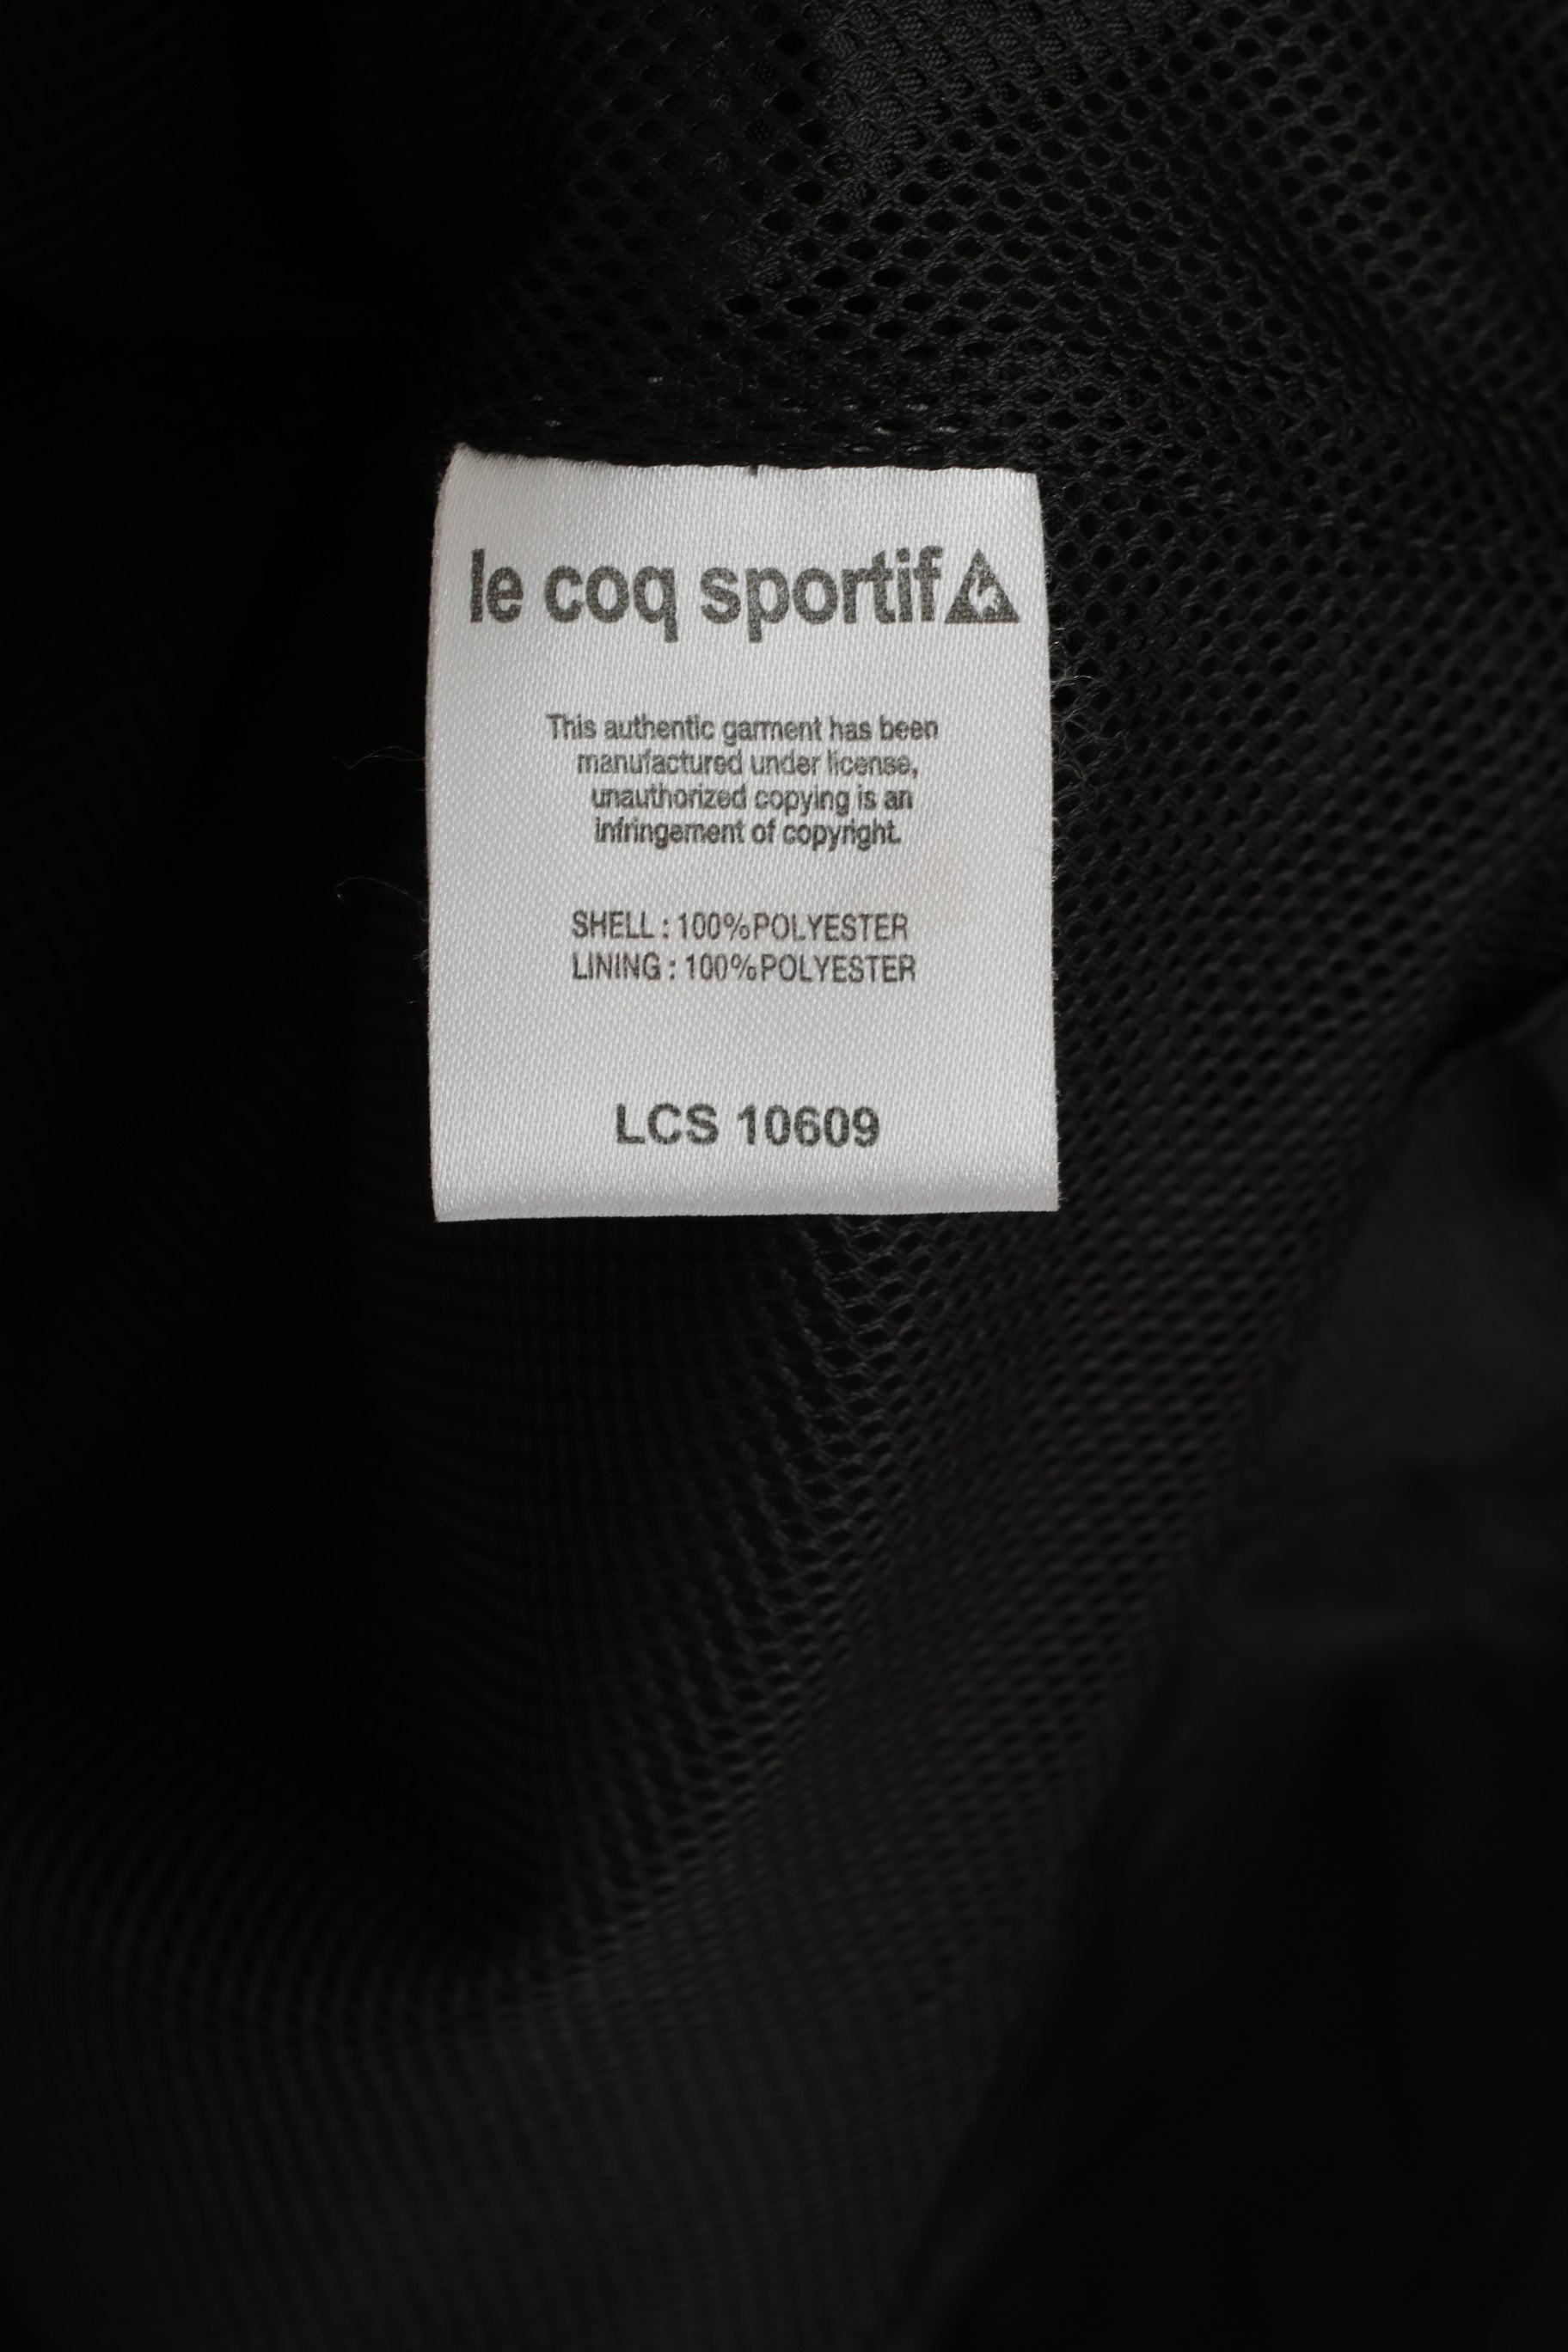 le coq sportif
This authentic garment has been
manufactured under license,
unauthorized copying is an
infringement of copyright.
SHELL : 100%POLYESTER
LINING : 100%POLYESTER
LCS 10609